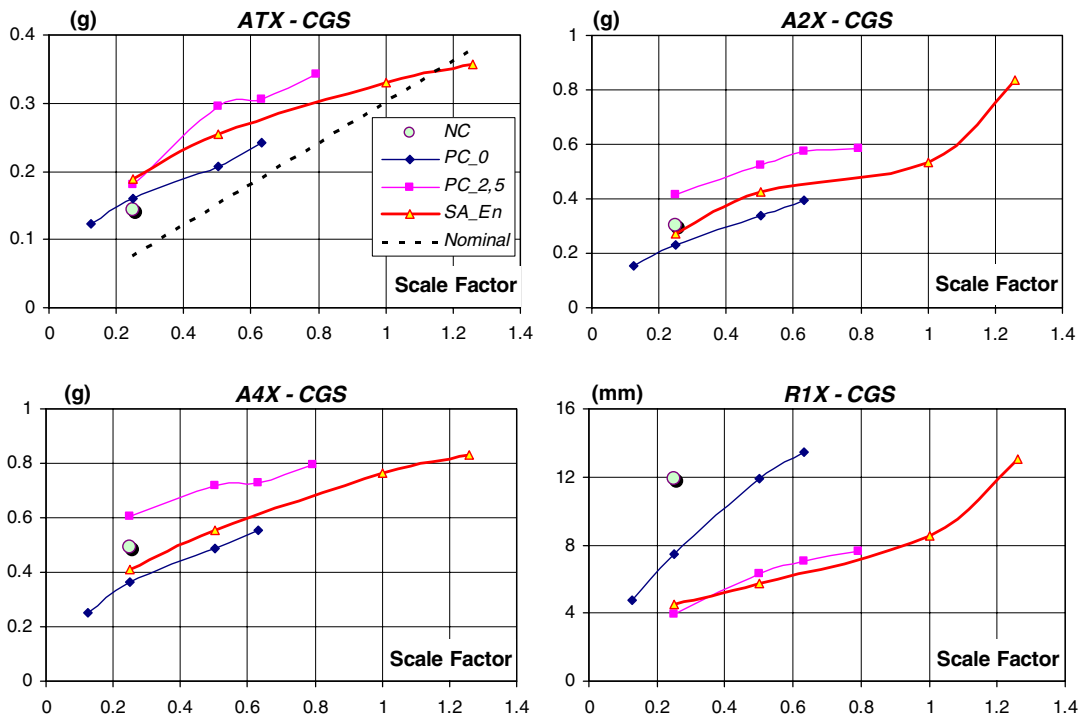 (g) ATX - CGS
0.4
0.3
0.2
0.1
0
NC
PC_0
PC_2,5
SA_En
Nominal
Scale Factor
0 0.2 0.4 0.6 0.8 1 1.2 1.4
(g) A2X - CGS
1
0.8
0.6
0.4
0.2
0
Scale Factor
0 0.2 0.4 0.6 0.8 1 1.2 1.4
(g) A4X - CGS
1
0.8
0.6
0.4
0.2
0
Scale Factor
0 0.2 0.4 0.6 0.8 1 1.2 1.4
(mm) R1X - CGS
16
12
8
4
0
Scale Factor
0 0.2 0.4 0.6 0.8 1 1.2 1.4